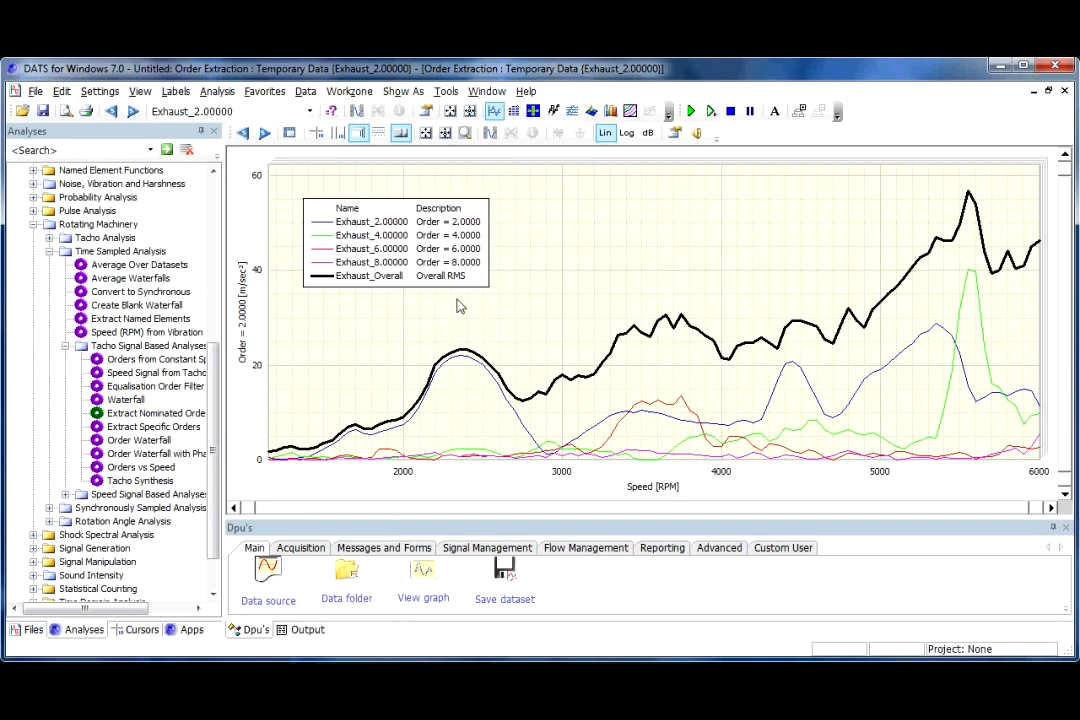 DATS for Windows 7.0 - Untitled: Order Extraction : Temporary Data {Exhaust_2.00000} - [Order Extraction : Temporary Data {Exhaust_2.00000}]
File Edit Settings View Labels Analysis Favorites Data Workzone Show As Tools Window Help
Exhaust_2.00000
Analyses
<Search>
Lin Log dB
Named Element Functions
Noise, Vibration and Harshness
Probability Analysis
Pulse Analysis
Rotating Machinery
Tacho Analysis
Time Sampled Analysis
Average Over Datasets
Average Waterfalls
Convert to Synchronous
Create Blank Waterfall
Extract Named Elements
Speed (RPM) from Vibration
Tacho Signal Based Analyses
Orders from Constant Sp
Speed Signal from Tacho
Equalisation Order Filter
Waterfall
Extract Nominated Orde
Extract Specific Orders
Order Waterfall
Order Waterfall with Pha
Orders vs Speed
Tacho Synthesis
Speed Signal Based Analyses
Synchronously Sampled Analysis
Rotation Angle Analysis
Shock Spectral Analysis
Signal Generation
Signal Manipulation
Sound Intensity
Statistical Counting
Files Analyses Cursors Apps
60
40
20
0
Order = 2.0000 [m/sec²]
Name Description
Exhaust_2.00000 Order = 2.0000
Exhaust_4.00000 Order = 4.0000
Exhaust_6.00000 Order = 6.0000
Exhaust_8.00000 Order = 8.0000
Exhaust_Overall Overall RMS
2000 3000 4000 5000 6000
Speed [RPM]
Dpu's
Main Acquisition Messages and Forms Signal Management Flow Management Reporting Advanced Custom User
Data source Data folder View graph Save dataset
Dpu's Output
Project: None